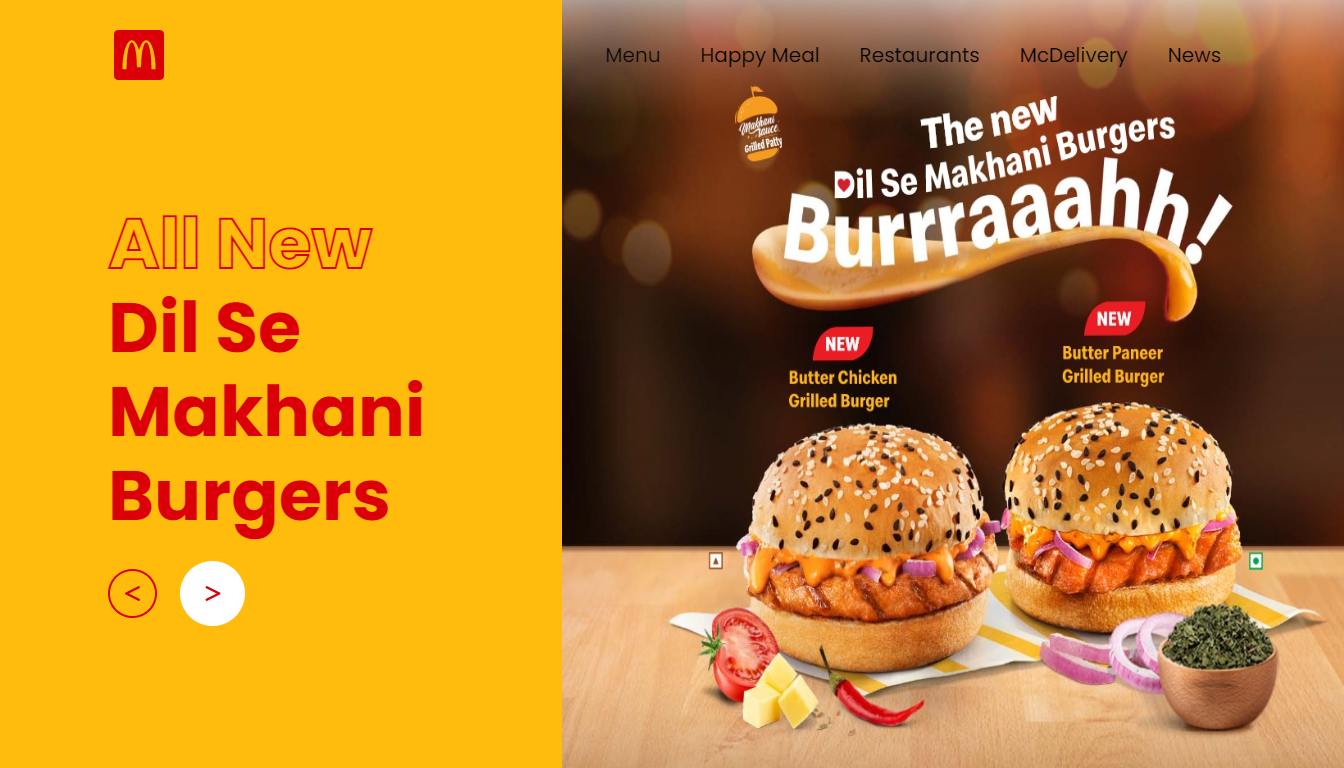 Menu Happy Meal Restaurants McDelivery News
All New
Dil Se
Makhani
Burgers
< >
Makhani
Sauce
Grilled Patty
The new
Dil Se Makhani Burgers
Burrraaahh!
NEW
Butter Chicken
Grilled Burger
NEW
Butter Paneer
Grilled Burger